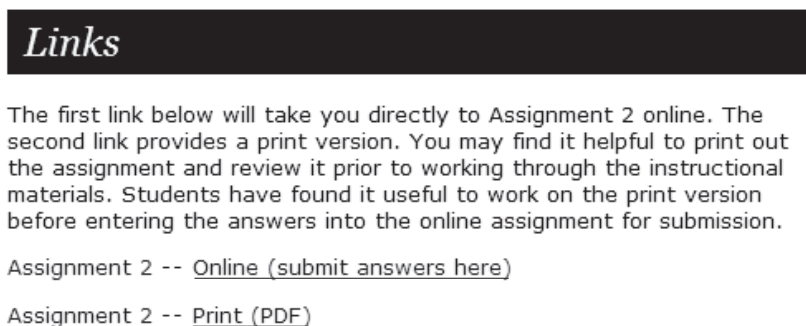 Links
The first link below will take you directly to Assignment 2 online. The
second link provides a print version. You may find it helpful to print out
the assignment and review it prior to working through the instructional
materials. Students have found it useful to work on the print version
before entering the answers into the online assignment for submission.
Assignment 2 -- Online (submit answers here)
Assignment 2 -- Print (PDF)